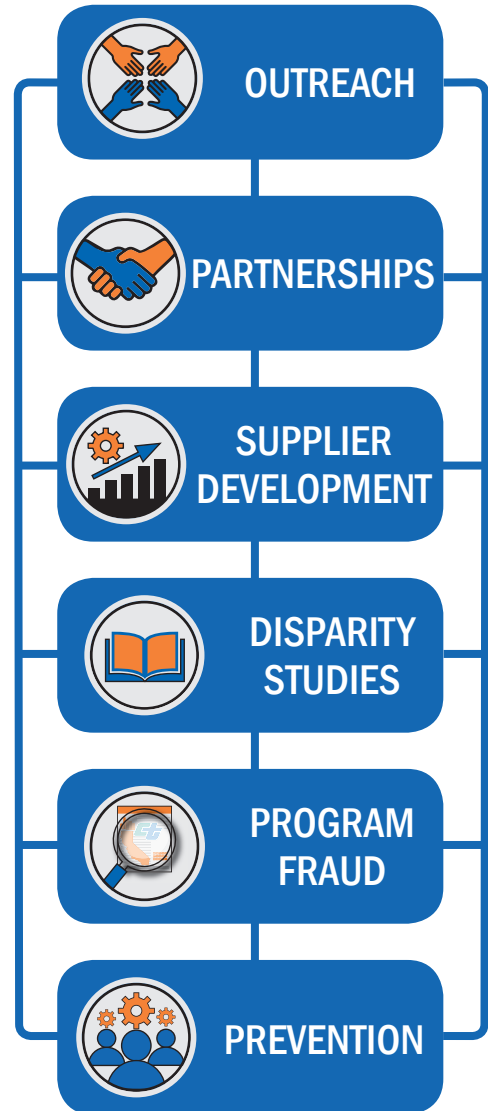 OUTREACH
PARTNERSHIPS
SUPPLIER
DEVELOPMENT
DISPARITY
STUDIES
PROGRAM
FRAUD
PREVENTION